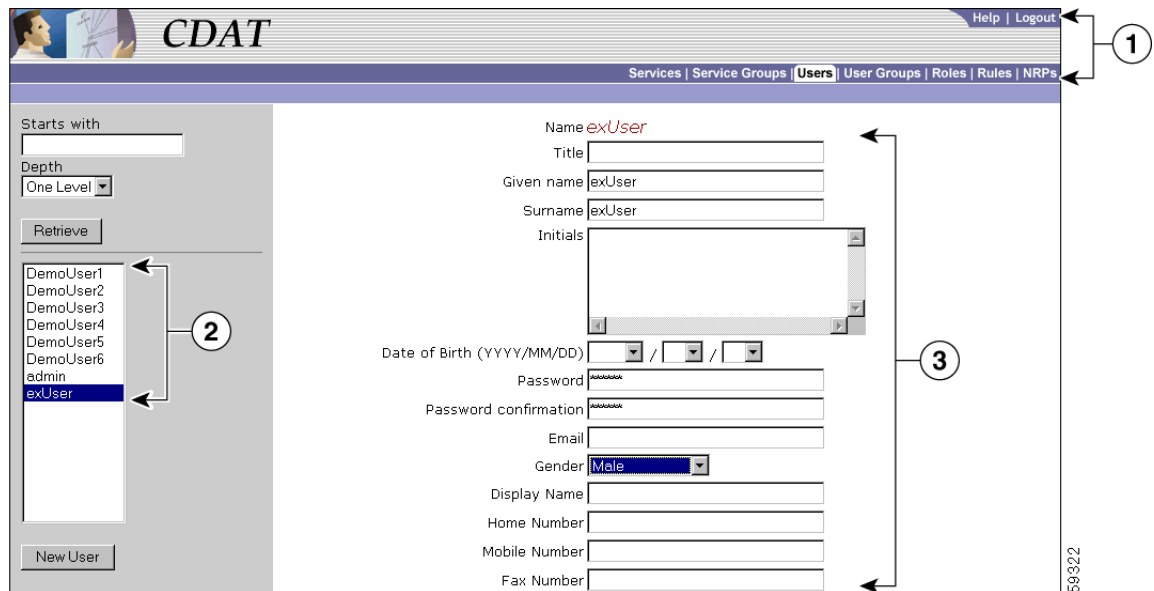 CDAT
Help | Logout
1
Services | Service Groups | Users | User Groups | Roles | Rules | NRPs
Starts with
Depth
One Level
Retrieve
DemoUser1
DemoUser2
DemoUser3
DemoUser4
DemoUser5
DemoUser6
admin
exUser
2
New User
Name exUser
Title
Given name exUser
Surname exUser
Initials
Date of Birth (YYYY/MM/DD) / /
Password ******
Password confirmation ******
Email
Gender Male
Display Name
Home Number
Mobile Number
Fax Number
3
59322